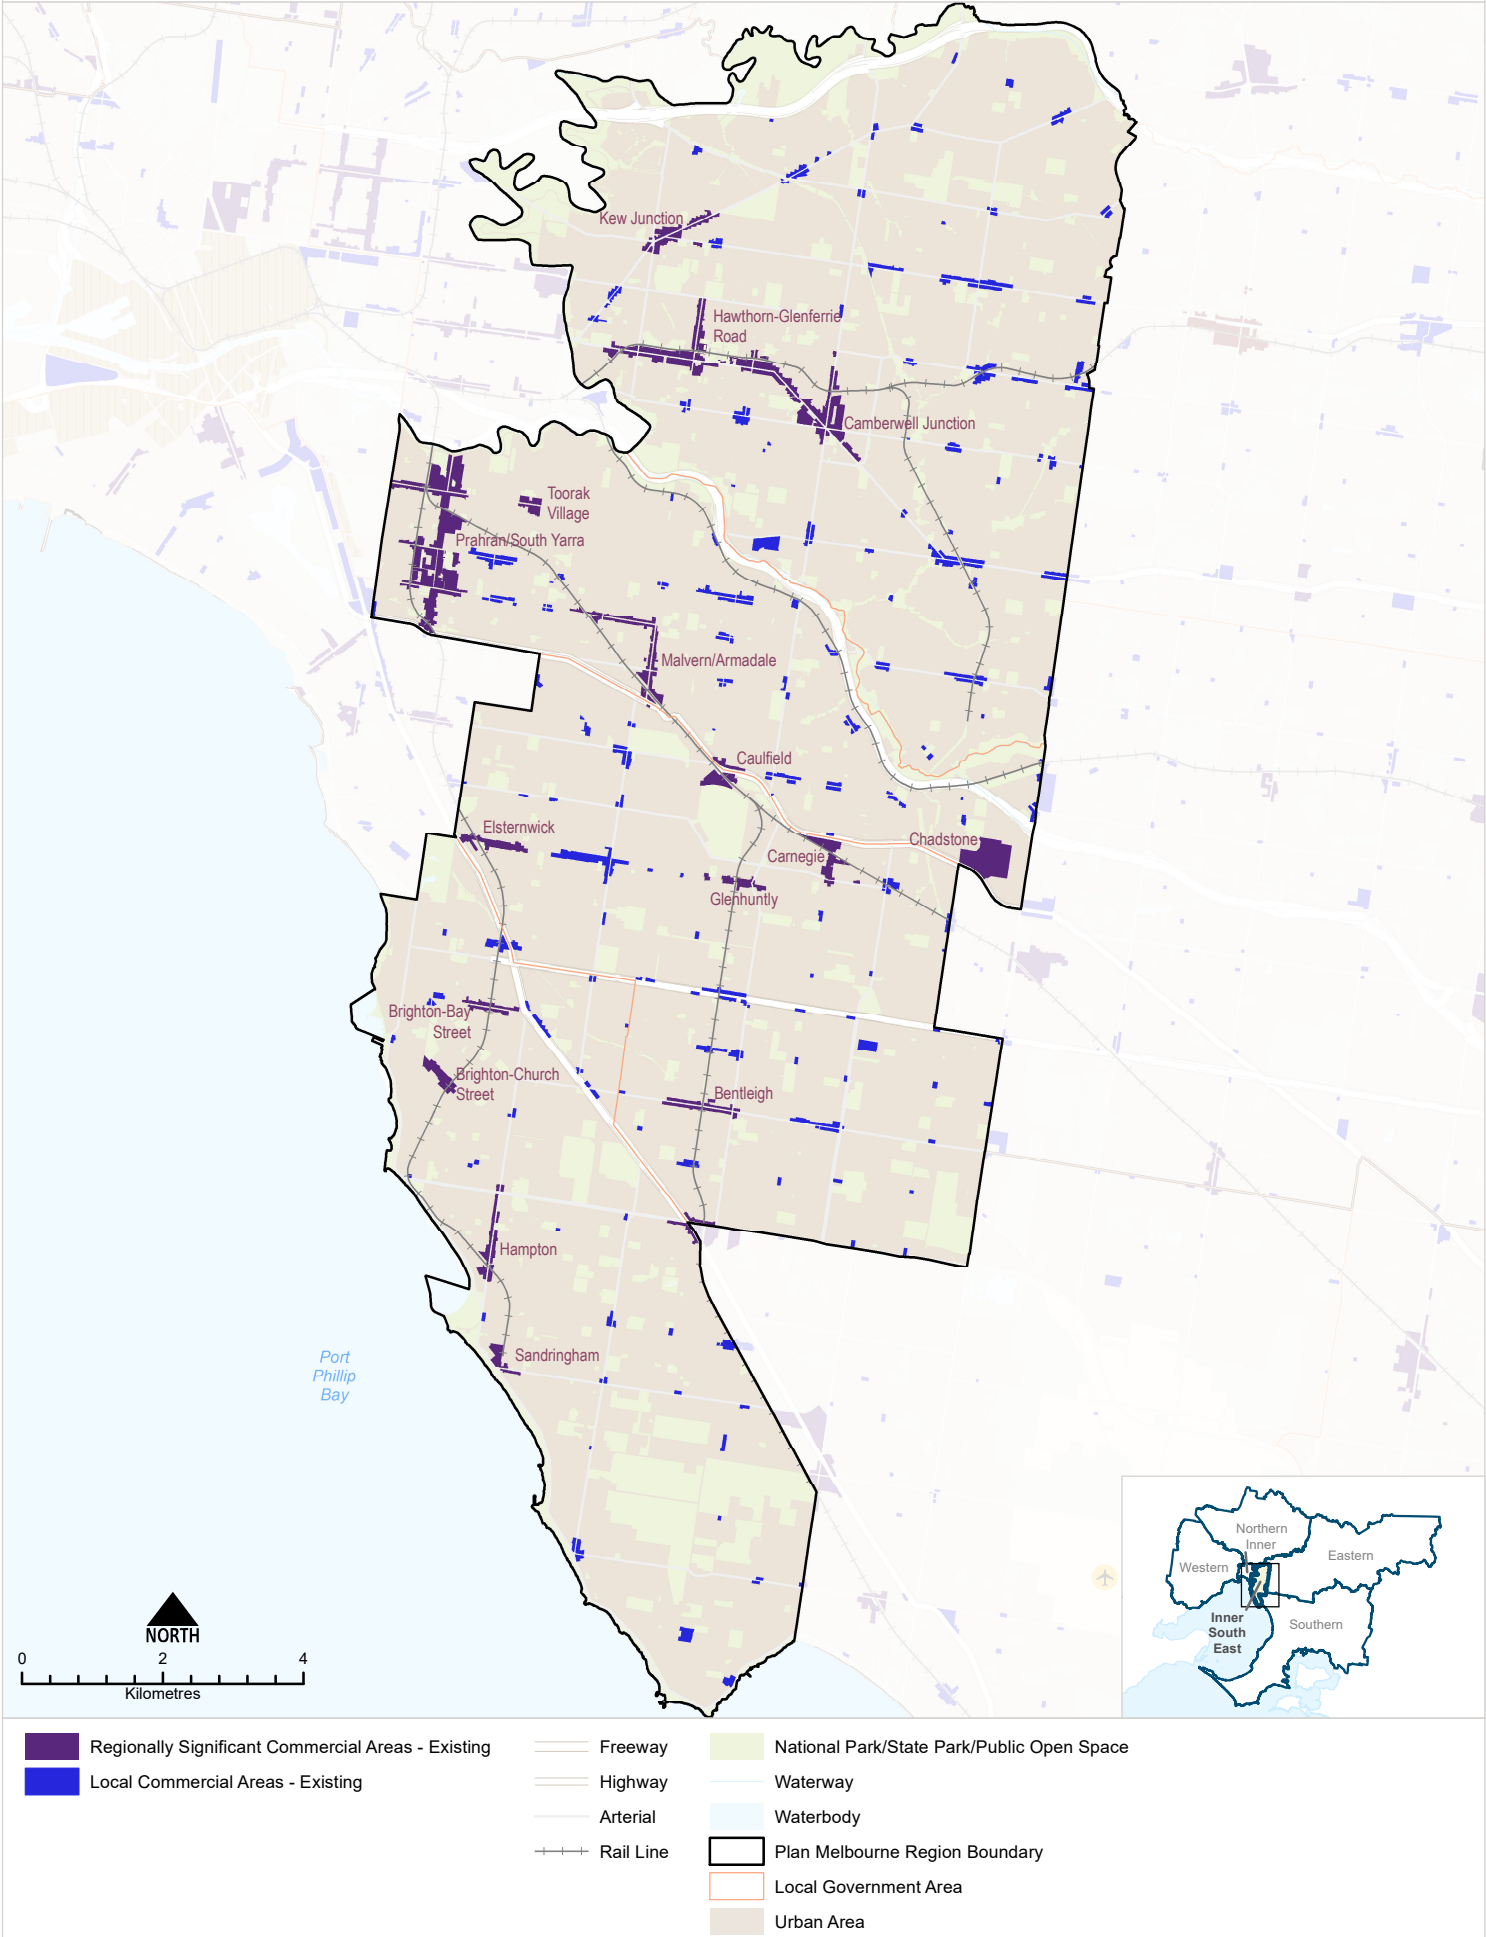 Kew Junction
Hawthorn-Glenferrie
Road
Camberwell Junction
Toorak
Village
Prahran/South Yarra
Malvern/Armadale
Caulfield
Elsternwick
Chadstone
Carnegie
Glenhuntly
Brighton-Bay
Street
Brighton-Church
Street
Bentleigh
Hampton
Sandringham
Port
Phillip
Bay
NORTH
0 2 4
Kilometres
Northern
Inner
Western
Eastern
Inner
South
East
Southern
Regionally Significant Commercial Areas - Existing
Local Commercial Areas - Existing
Freeway
Highway
Arterial
Rail Line
National Park/State Park/Public Open Space
Waterway
Waterbody
Plan Melbourne Region Boundary
Local Government Area
Urban Area